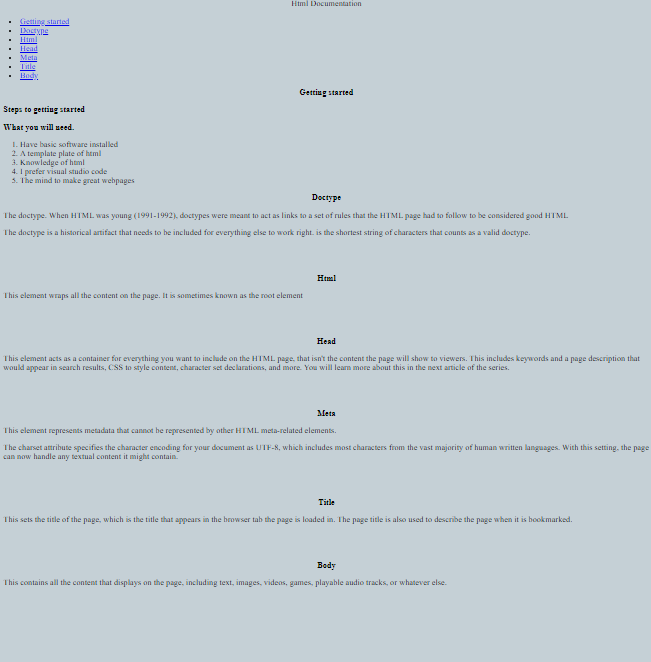 Html Documentation
Getting started
Doctype
Html
Head
Meta
Title
Body
Getting started
Steps to getting started
What you will need.
1. Have basic software installed
2. A template plate of html
3. Knowledge of html
4. I prefer visual studio code
5. The mind to make great webpages
Doctype
The doctype. When HTML was young (1991-1992), doctypes were meant to act as links to a set of rules that the HTML page had to follow to be considered good HTML
The doctype is a historical artifact that needs to be included for everything else to work right. is the shortest string of characters that counts as a valid doctype.
Html
This element wraps all the content on the page. It is sometimes known as the root element
Head
This element acts as a container for everything you want to include on the HTML page, that isn't the content the page will show to viewers. This includes keywords and a page description that
would appear in search results, CSS to style content, character set declarations, and more. You will learn more about this in the next article of the series.
Meta
This element represents metadata that cannot be represented by other HTML meta-related elements.
The charset attribute specifies the character encoding for your document as UTF-8, which includes most characters from the vast majority of human written languages. With this setting, the page
can now handle any textual content it might contain.
Title
This sets the title of the page, which is the title that appears in the browser tab the page is loaded in. The page title is also used to describe the page when it is bookmarked.
Body
This contains all the content that displays on the page, including text, images, videos, games, playable audio tracks, or whatever else.